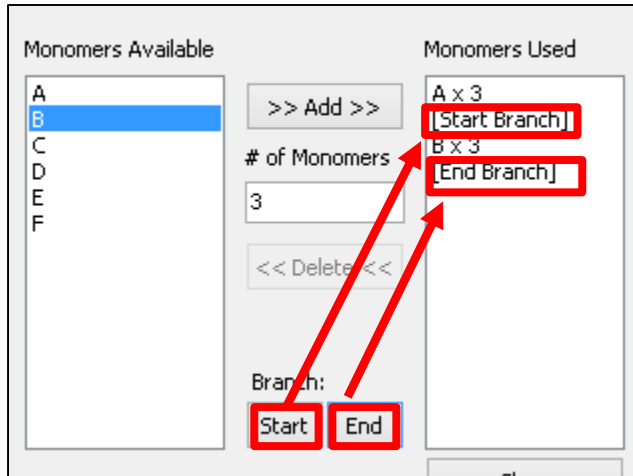 Monomers Available
A
B
C
D
E
F
>> Add >>
# of Monomers
3
<< Delete <<
Branch:
Start
End
Monomers Used
A x 3
[Start Branch]
B x 3
[End Branch]